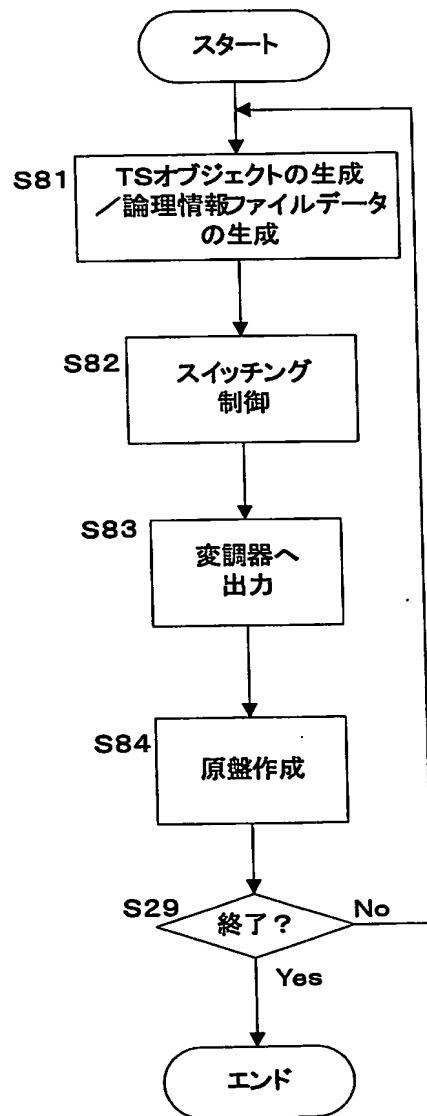 スタート
S81
TSオブジェクトの生成
／論理情報ファイルデータ
の生成
S82
スイッチング
制御
S83
変調器へ
出力
S84
原盤作成
S29
終了？
No
Yes
エンド